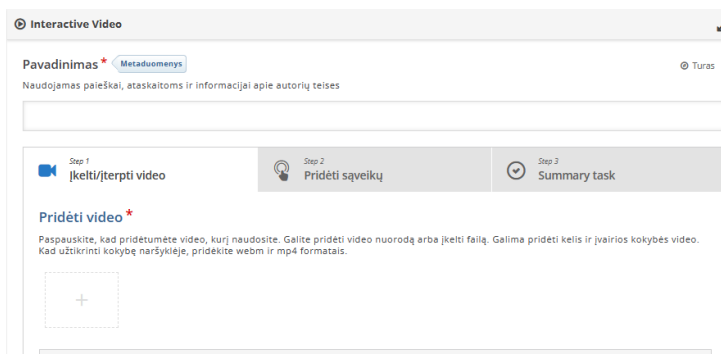 Interactive Video
Pavadinimas * Metaduomenys
Turas
Naudojamas paieškai, ataskaitoms ir informacijai apie autorių teises
Step 1
Įkelti/įterpti video
Step 2
Pridėti sąveikų
Step 3
Summary task
Pridėti video *
Paspauskite, kad pridėtumėte video, kurį naudosite. Galite pridėti video nuorodą arba įkelti failą. Galima pridėti kelis ir įvairios kokybės video.
Kad užtikrinti kokybę naršyklėje, pridėkite webm ir mp4 formatais.